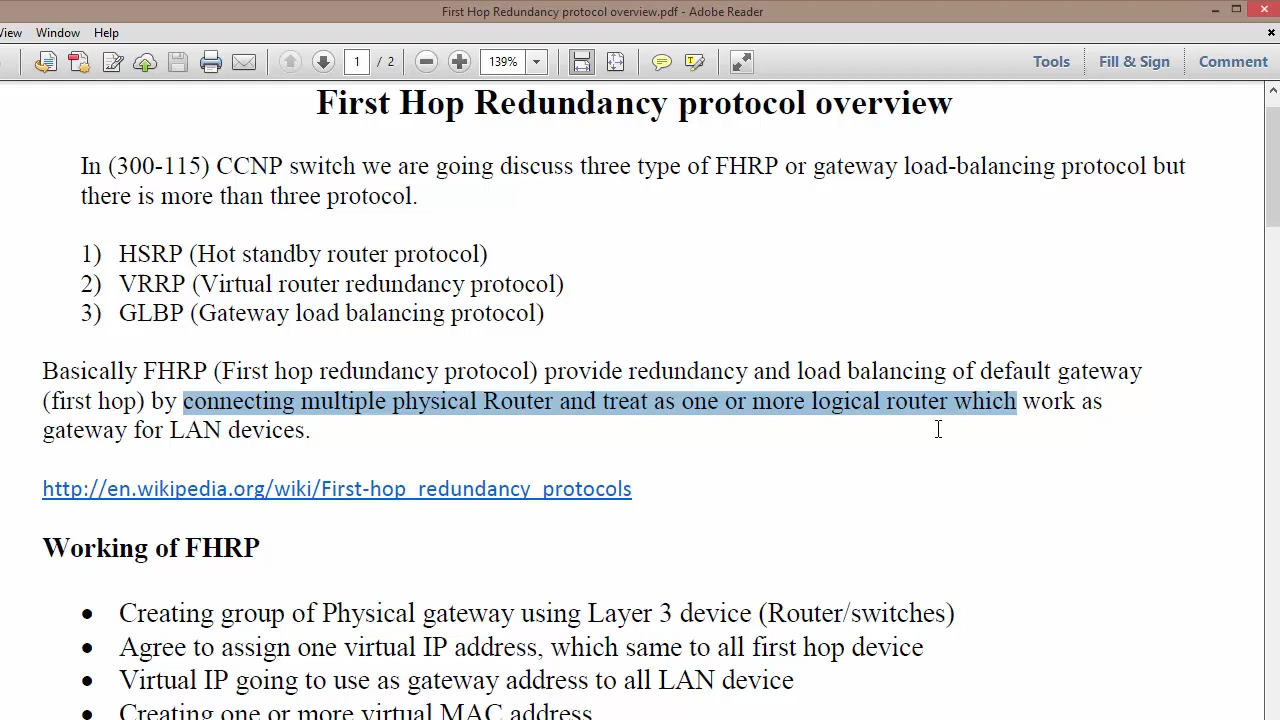 First Hop Redundancy protocol overview.pdf - Adobe Reader
View Window Help
1 / 2 139% Tools Fill & Sign Comment
First Hop Redundancy protocol overview
In (300-115) CCNP switch we are going discuss three type of FHRP or gateway load-balancing protocol but
there is more than three protocol.
1) HSRP (Hot standby router protocol)
2) VRRP (Virtual router redundancy protocol)
3) GLBP (Gateway load balancing protocol)
Basically FHRP (First hop redundancy protocol) provide redundancy and load balancing of default gateway
(first hop) by connecting multiple physical Router and treat as one or more logical router which work as
gateway for LAN devices.
http://en.wikipedia.org/wiki/First-hop_redundancy_protocols
Working of FHRP
• Creating group of Physical gateway using Layer 3 device (Router/switches)
• Agree to assign one virtual IP address, which same to all first hop device
• Virtual IP going to use as gateway address to all LAN device
• Creating one or more virtual MAC address